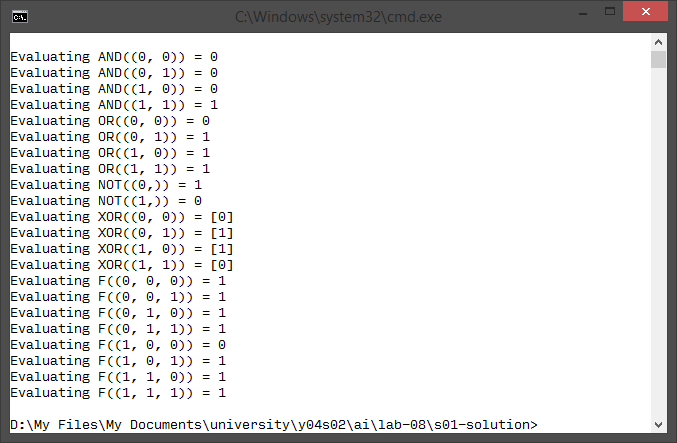 C:\Windows\system32\cmd.exe
Evaluating AND((0, 0)) = 0
Evaluating AND((0, 1)) = 0
Evaluating AND((1, 0)) = 0
Evaluating AND((1, 1)) = 1
Evaluating OR((0, 0)) = 0
Evaluating OR((0, 1)) = 1
Evaluating OR((1, 0)) = 1
Evaluating OR((1, 1)) = 1
Evaluating NOT((0,)) = 1
Evaluating NOT((1,)) = 0
Evaluating XOR((0, 0)) = [0]
Evaluating XOR((0, 1)) = [1]
Evaluating XOR((1, 0)) = [1]
Evaluating XOR((1, 1)) = [0]
Evaluating F((0, 0, 0)) = 1
Evaluating F((0, 0, 1)) = 1
Evaluating F((0, 1, 0)) = 1
Evaluating F((0, 1, 1)) = 1
Evaluating F((1, 0, 0)) = 0
Evaluating F((1, 0, 1)) = 1
Evaluating F((1, 1, 0)) = 1
Evaluating F((1, 1, 1)) = 1
D:\My Files\My Documents\university\y04s02\ai\lab-08\s01-solution>